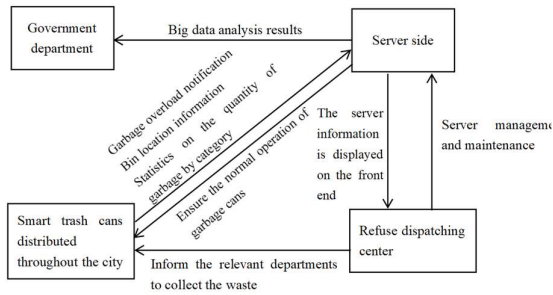 Government
department
Big data analysis results
Server side
Garbage overload notification
Bin location information
Statistics on the quantity of
garbage by category
Ensure the normal operation of
garbage cans
The server
information
is displayed
on the front
end
Server manageme
and maintenance
Smart trash cans
distributed
throughout the city
Refuse dispatching
center
Inform the relevant departments
to collect the waste